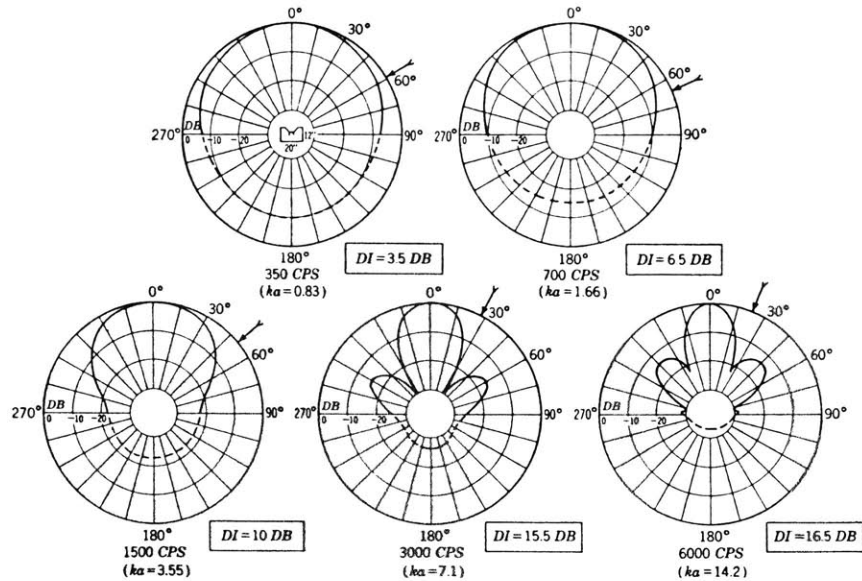 0°
30°
60°
90°
270°
DB
0 -10 -20
12"
20"
180°
350 CPS
(ka=0.83)
DI=3.5 DB
0°
30°
60°
90°
270°
DB
0 -10 -20
180°
700 CPS
(ka=1.66)
DI=6.5 DB
0°
30°
60°
90°
270°
DB
0 -10 -20
180°
1500 CPS
(ka=3.55)
DI=10 DB
0°
30°
60°
90°
270°
DB
0 -10 -20
180°
3000 CPS
(ka=7.1)
DI=15.5 DB
0°
30°
60°
90°
270°
DB
0 -10 -20
180°
6000 CPS
(ka=14.2)
DI=16.5 DB